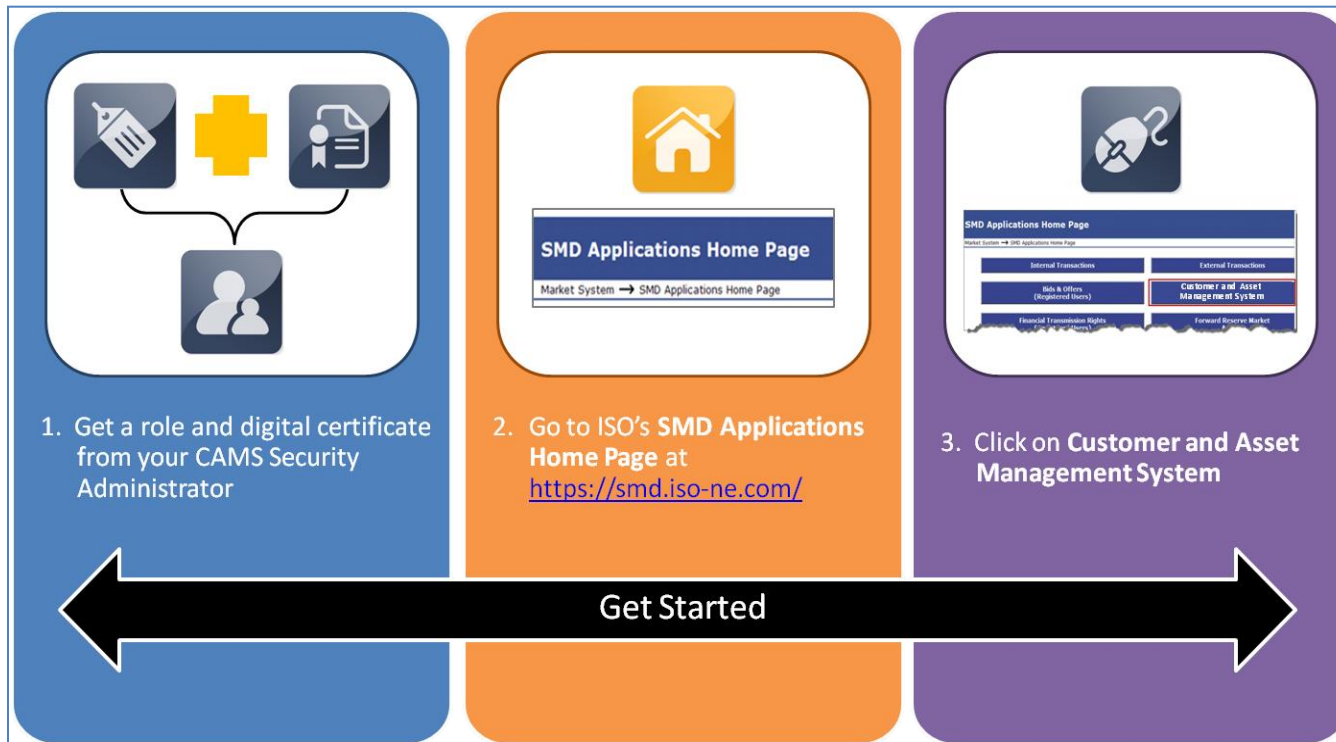 SMD Applications Home Page
Market System → SMD Applications Home Page
SMD Applications Home Page
Market System → SMD Applications Home Page
Internal Transactions
External Transactions
Bids & Offers
(Registered Users)
Customer and Asset
Management System
Financial Transmission Rights
Forward Reserve Market
1. Get a role and digital certificate
from your CAMS Security
Administrator
2. Go to ISO's SMD Applications
Home Page at
https://smd.iso-ne.com/
3. Click on Customer and Asset
Management System
Get Started